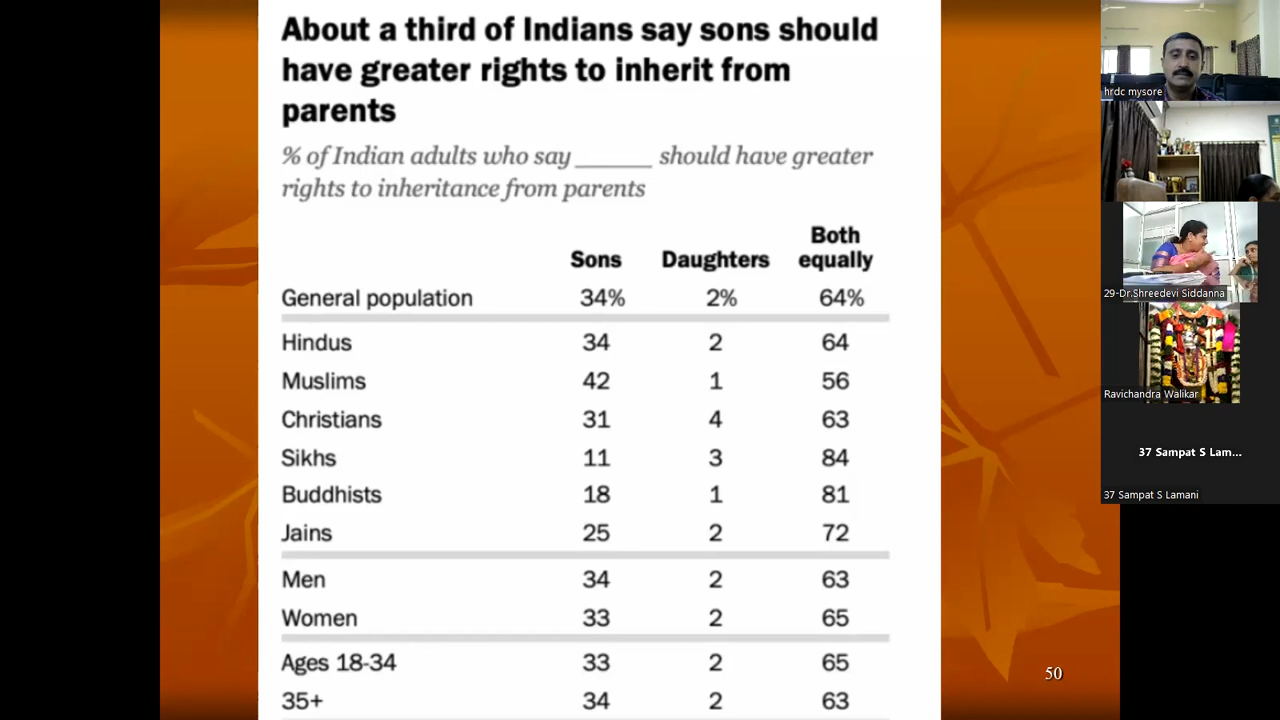 About a third of Indians say sons should
have greater rights to inherit from
parents
% of Indian adults who say ______ should have greater
rights to inheritance from parents
Sons Daughters Both equally
General population 34% 2% 64%
Hindus 34 2 64
Muslims 42 1 56
Christians 31 4 63
Sikhs 11 3 84
Buddhists 18 1 81
Jains 25 2 72
Men 34 2 63
Women 33 2 65
Ages 18-34 33 2 65
35+ 34 2 63
50
hrdc mysore
29-Dr.Shreedevi Siddanna
Ravichandra Walikar
37 Sampat S Lam...
37 Sampat S Lamani